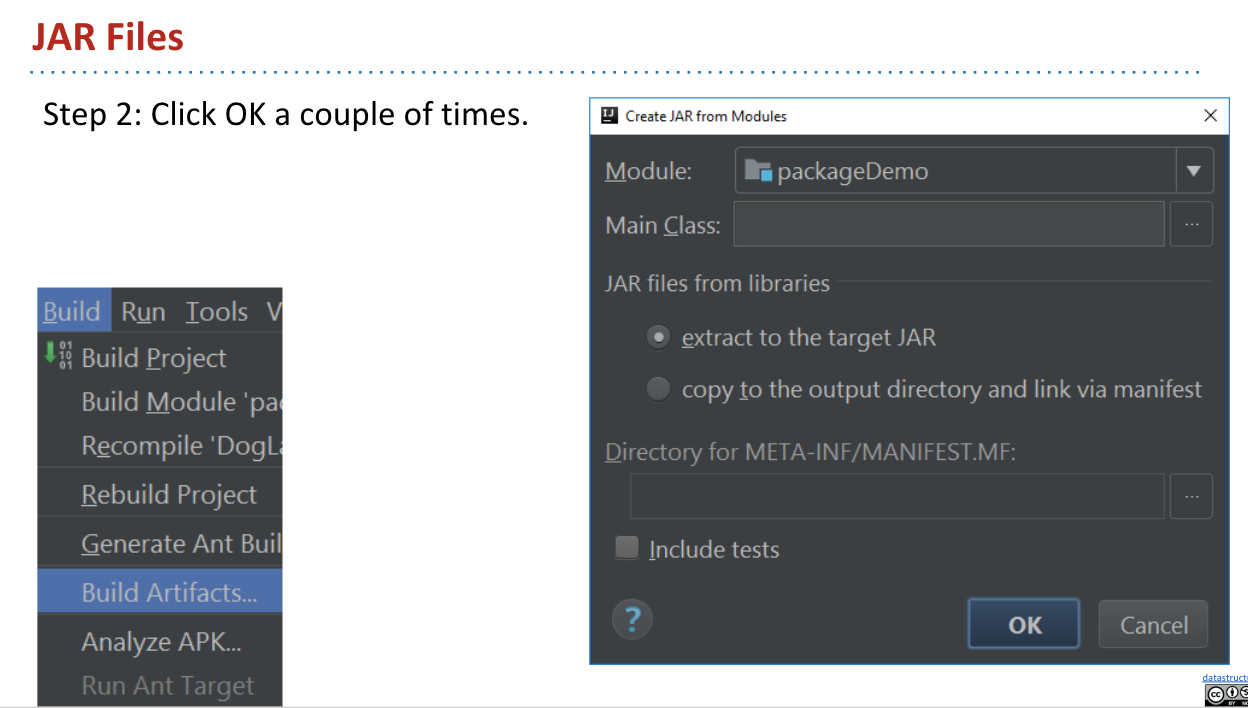 JAR Files
Step 2: Click OK a couple of times.
Build Run Tools V
Build Project
Build Module 'pac
Recompile 'DogLa
Rebuild Project
Generate Ant Buil
Build Artifacts...
Analyze APK...
Run Ant Target
Create JAR from Modules
Module: packageDemo
Main Class:
JAR files from libraries
extract to the target JAR
copy to the output directory and link via manifest
Directory for META-INF/MANIFEST.MF:
Include tests
? OK Cancel
datastruct